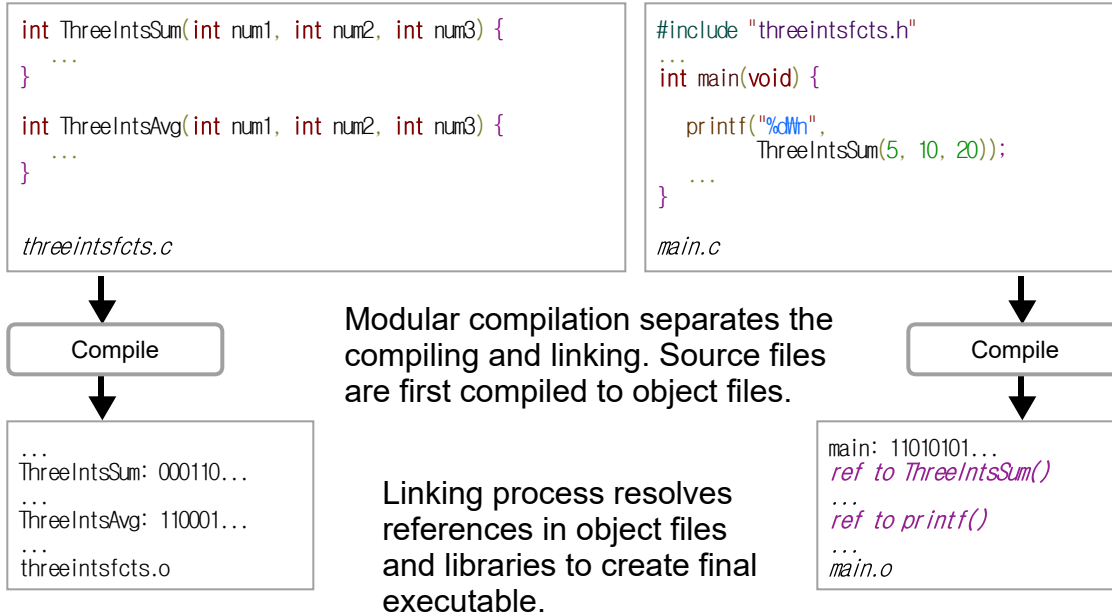 int ThreeIntsSum(int num1, int num2, int num3) {
...
}
int ThreeIntsAvg(int num1, int num2, int num3) {
...
}
threeintsfcts.c
#include "threeintsfcts.h"
...
int main(void) {
printf("%d₩n",
ThreeIntsSum(5, 10, 20));
...
}
main.c
Compile
Modular compilation separates the
compiling and linking. Source files
are first compiled to object files.
Compile
...
ThreeIntsSum: 000110...
...
ThreeIntsAvg: 110001...
...
threeintsfcts.o
Linking process resolves
references in object files
and libraries to create final
executable.
main: 11010101...
ref to ThreeIntsSum()
...
ref to printf()
...
main.o